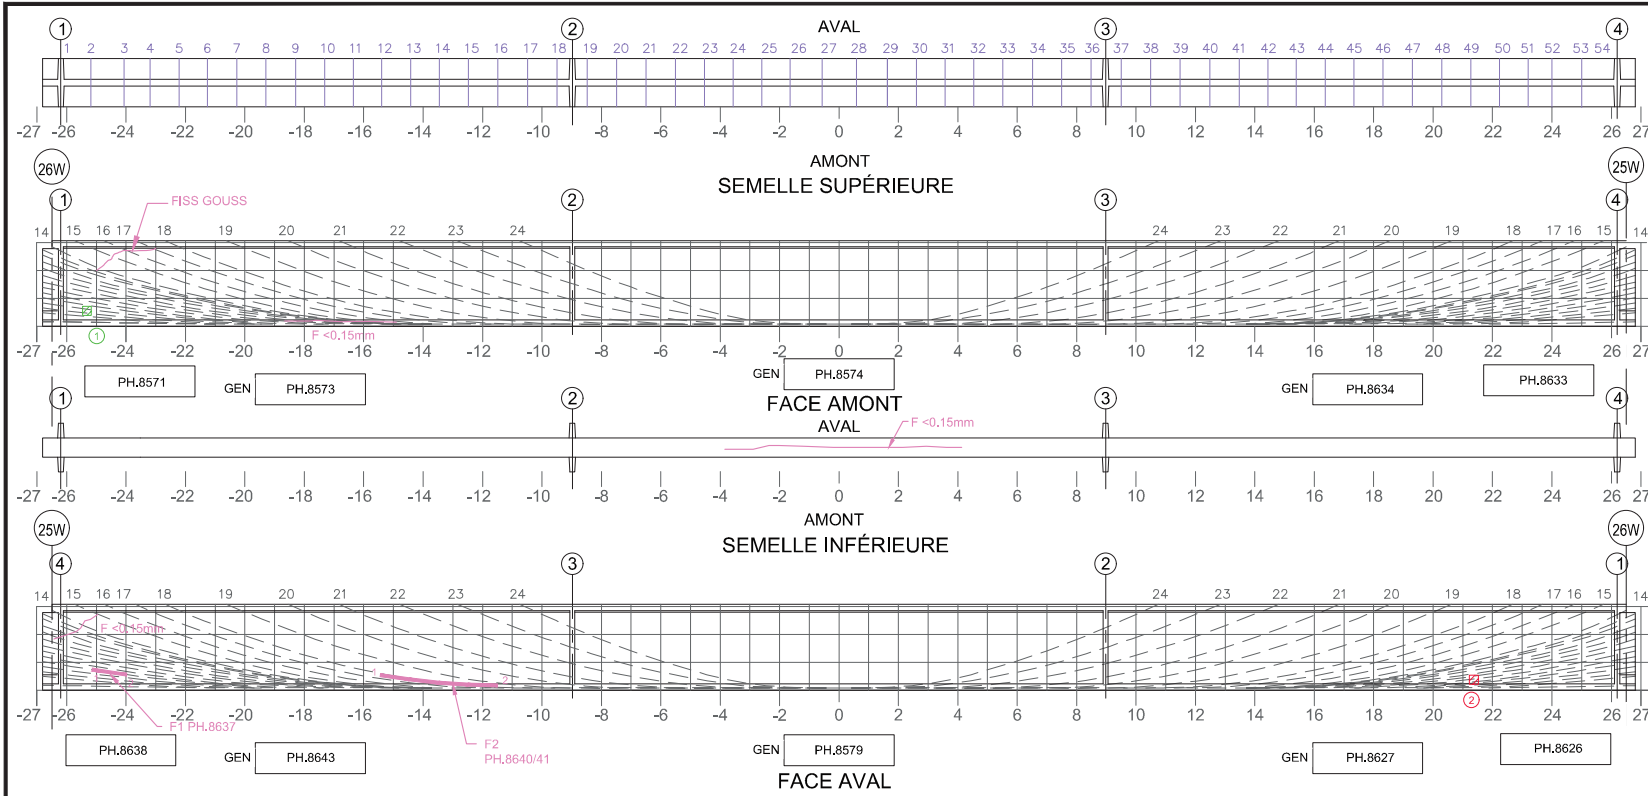 AVAL
1 2 3 4
1 2 3 4 5 6 7 8 9 10 11 12 13 14 15 16 17 18 19 20 21 22 23 24 25 26 27 28 29 30 31 32 33 34 35 36 37 38 39 40 41 42 43 44 45 46 47 48 49 50 51 52 53 54
-27 -26 -24 -22 -20 -18 -16 -14 -12 -10 -8 -6 -4 -2 0 2 4 6 8 10 12 14 16 18 20 22 24 26 27
AMONT
SEMELLE SUPÉRIEURE
26W 25W
1 2 3 4
FISS GOUSS
14 15 16 17 18 19 20 21 22 23 24 24 23 22 21 20 19 18 17 16 15 14
1
F <0.15mm
-27 -26 -24 -22 -20 -18 -16 -14 -12 -10 -8 -6 -4 -2 0 2 4 6 8 10 12 14 16 18 20 22 24 26 27
PH.8571 GEN PH.8573 GEN PH.8574 GEN PH.8634 PH.8633
FACE AMONT
1 2 3 4
AVAL
F <0.15mm
-27 -26 -24 -22 -20 -18 -16 -14 -12 -10 -8 -6 -4 -2 0 2 4 6 8 10 12 14 16 18 20 22 24 26 27
AMONT
SEMELLE INFÉRIEURE
25W 26W
4 3 2 1
14 15 16 17 18 19 20 21 22 23 24 24 23 22 21 20 19 18 17 16 15 14
F <0.15mm
1 2
2
-27 -26 -24 -22 -20 -18 -16 -14 -12 -10 -8 -6 -4 -2 0 2 4 6 8 10 12 14 16 18 20 22 24 26 27
F1 PH.8637
F2
PH.8640/41
PH.8638 GEN PH.8643 GEN PH.8579 GEN PH.8627 PH.8626
FACE AVAL